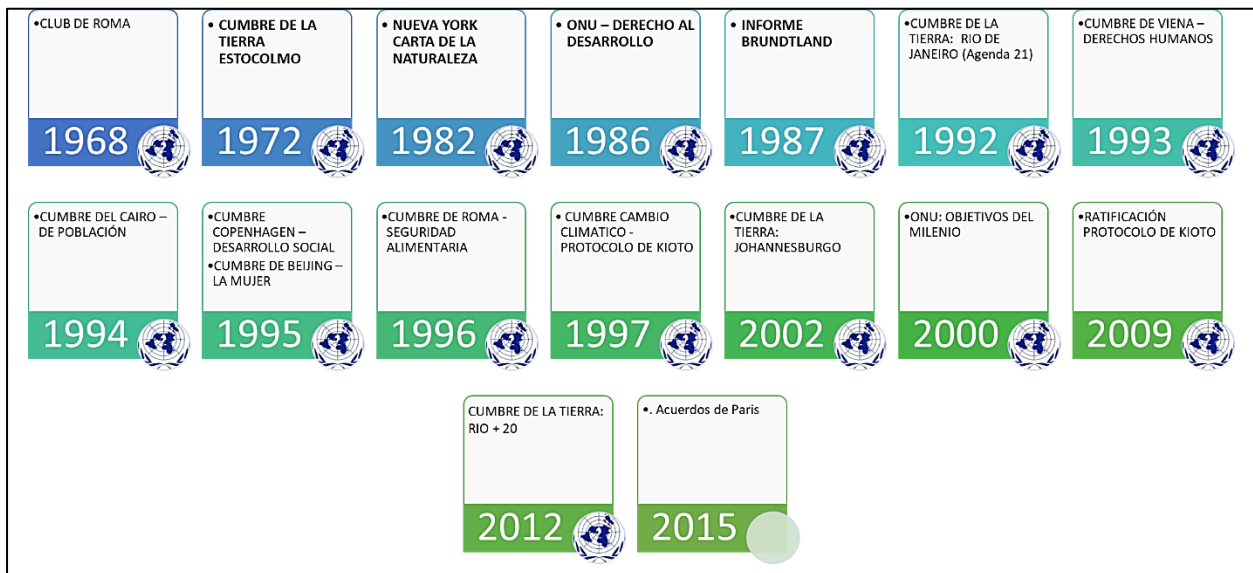 •CLUB DE ROMA
1968
• CUMBRE DE LA
TIERRA
ESTOCOLMO
1972
• NUEVA YORK
CARTA DE LA
NATURALEZA
1982
• ONU – DERECHO AL
DESARROLLO
1986
• INFORME
BRUNDTLAND
1987
•CUMBRE DE LA
TIERRA: RIO DE
JANEIRO (Agenda 21)
1992
•CUMBRE DE VIENA –
DERECHOS HUMANOS
1993
•CUMBRE DEL CAIRO –
DE POBLACIÓN
1994
•CUMBRE
COPENHAGEN –
DESARROLLO SOCIAL
•CUMBRE DE BEIJING –
LA MUJER
1995
•CUMBRE DE ROMA -
SEGURIDAD
ALIMENTARIA
1996
• CUMBRE CAMBIO
CLIMATICO -
PROTOCOLO DE KIOTO
1997
•CUMBRE DE LA
TIERRA:
JOHANNESBURGO
2002
•ONU: OBJETIVOS DEL
MILENIO
2000
•RATIFICACIÓN
PROTOCOLO DE KIOTO
2009
CUMBRE DE LA TIERRA:
RIO + 20
2012
•. Acuerdos de Paris
2015